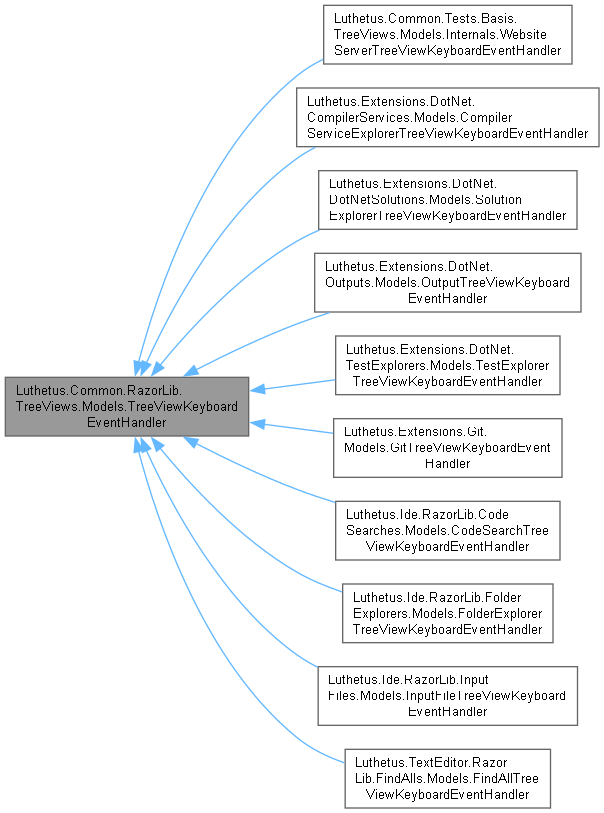 Luthetus.Common.Tests.Basis.
TreeViews.Models.Internals.Website
ServerTreeViewKeyboardEventHandler
Luthetus.Extensions.DotNet.
CompilerServices.Models.Compiler
ServiceExplorerTreeViewKeyboardEventHandler
Luthetus.Extensions.DotNet.
DotNetSolutions.Models.Solution
ExplorerTreeViewKeyboardEventHandler
Luthetus.Extensions.DotNet.
Outputs.Models.OutputTreeViewKeyboard
EventHandler
Luthetus.Extensions.DotNet.
TestExplorers.Models.TestExplorer
TreeViewKeyboardEventHandler
Luthetus.Common.RazorLib.
TreeViews.Models.TreeViewKeyboard
EventHandler
Luthetus.Extensions.Git.
Models.GitTreeViewKeyboardEvent
Handler
Luthetus.Ide.RazorLib.Code
Searches.Models.CodeSearchTree
ViewKeyboardEventHandler
Luthetus.Ide.RazorLib.Folder
Explorers.Models.FolderExplorer
TreeViewKeyboardEventHandler
Luthetus.Ide.RazorLib.Input
Files.Models.InputFileTreeViewKeyboard
EventHandler
Luthetus.TextEditor.Razor
Lib.FindAlls.Models.FindAllTree
ViewKeyboardEventHandler